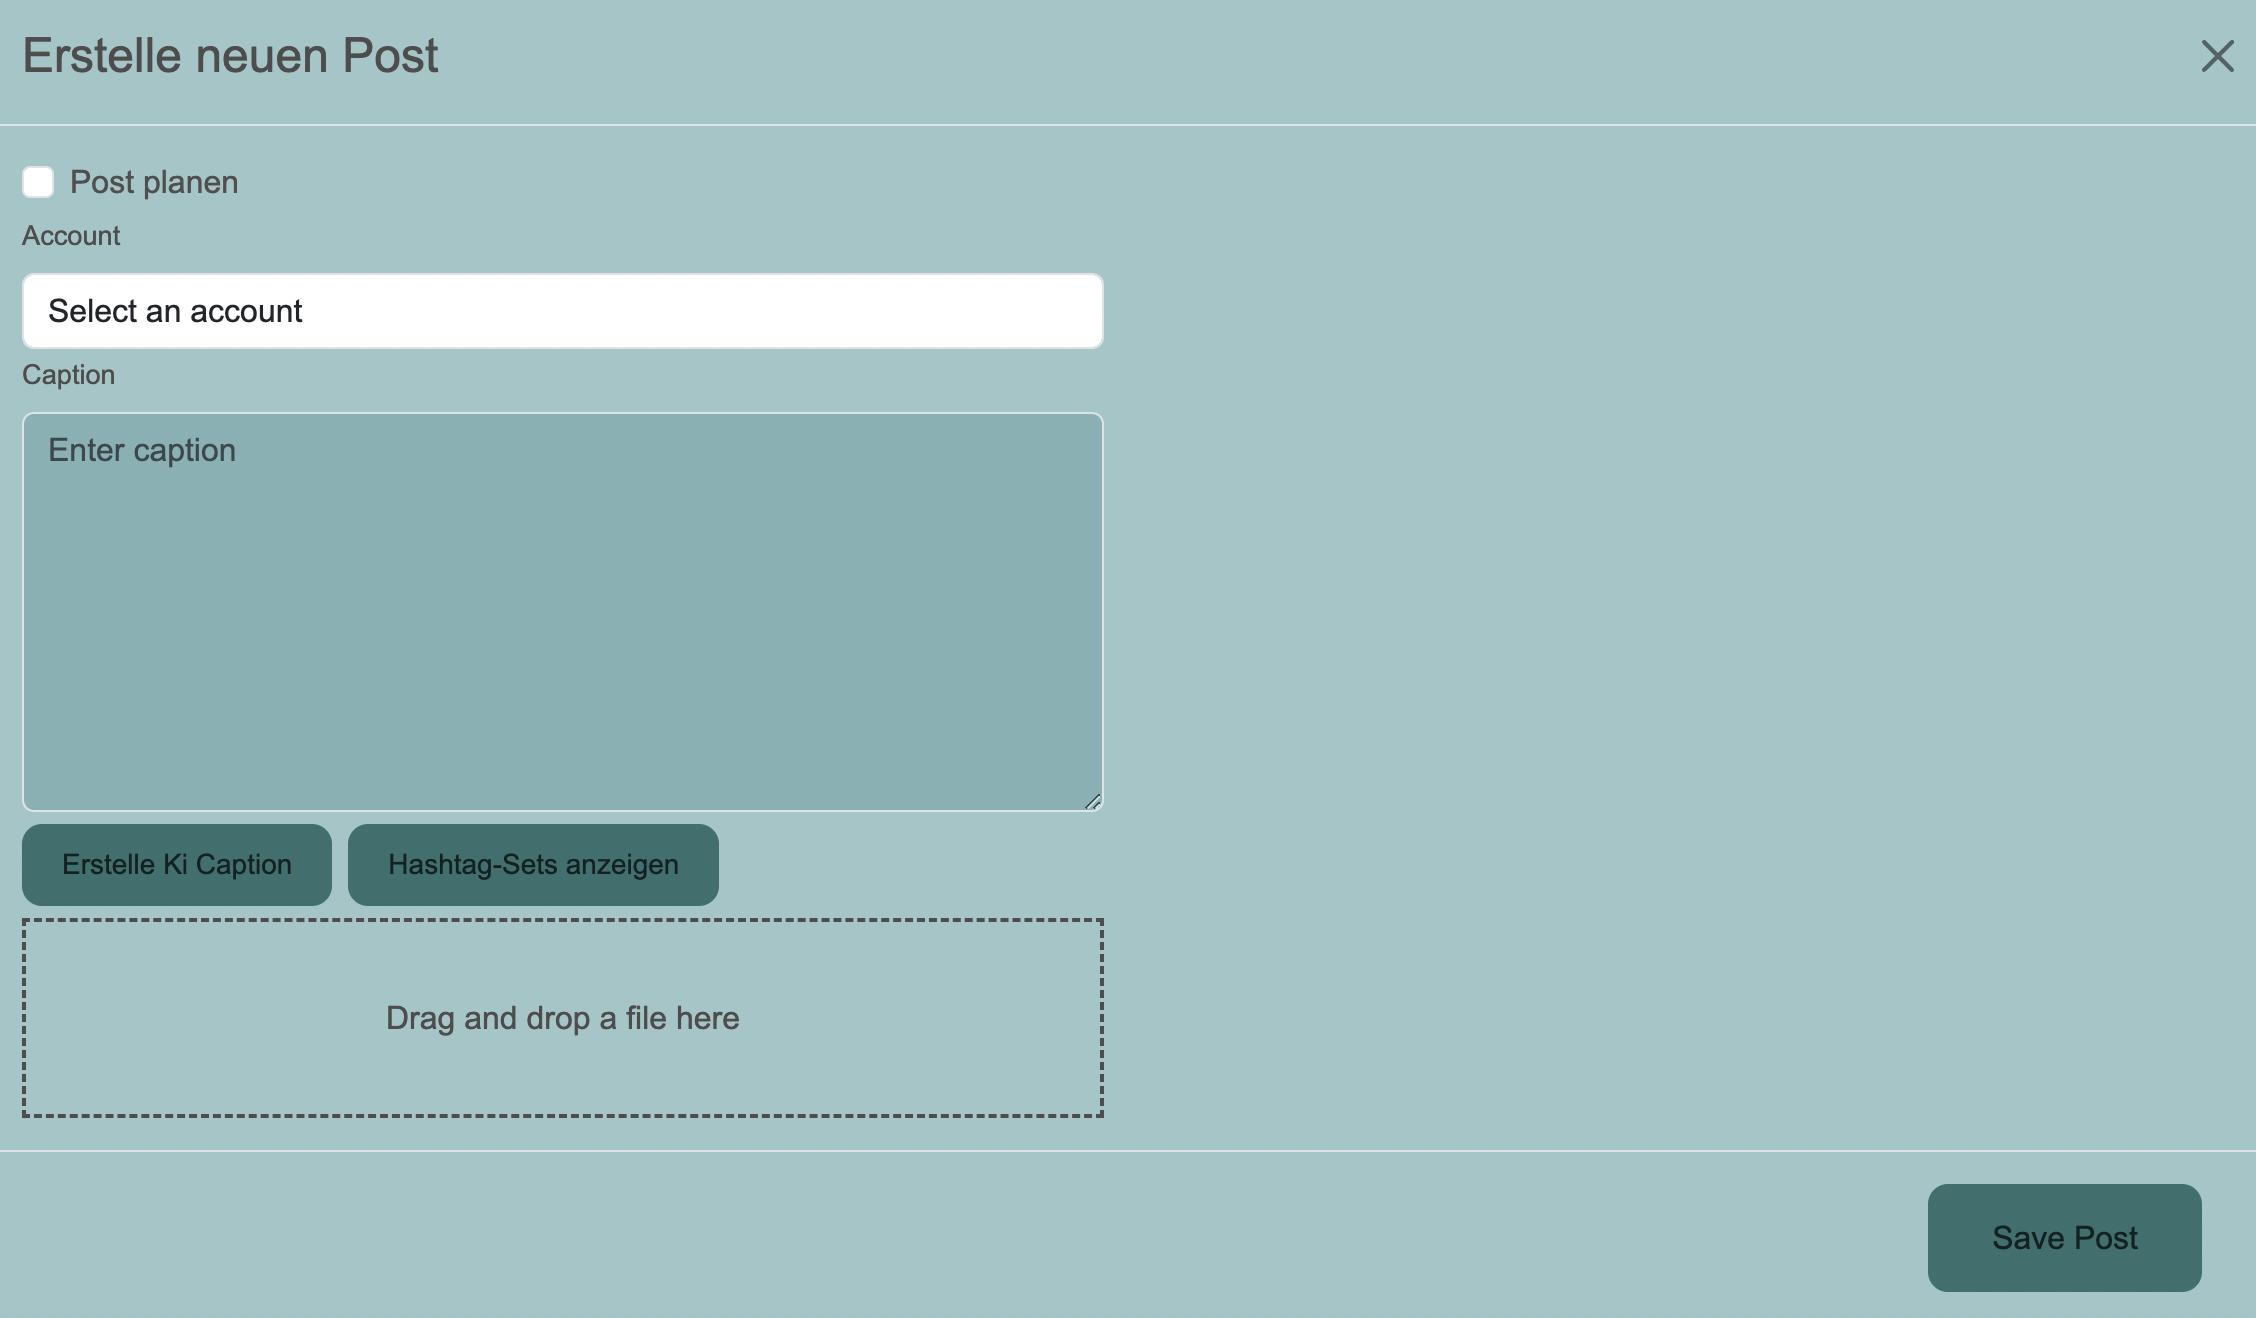 Erstelle neuen Post
Post planen
Account
Select an account
Caption
Enter caption
Erstelle Ki Caption
Hashtag-Sets anzeigen
Drag and drop a file here
Save Post